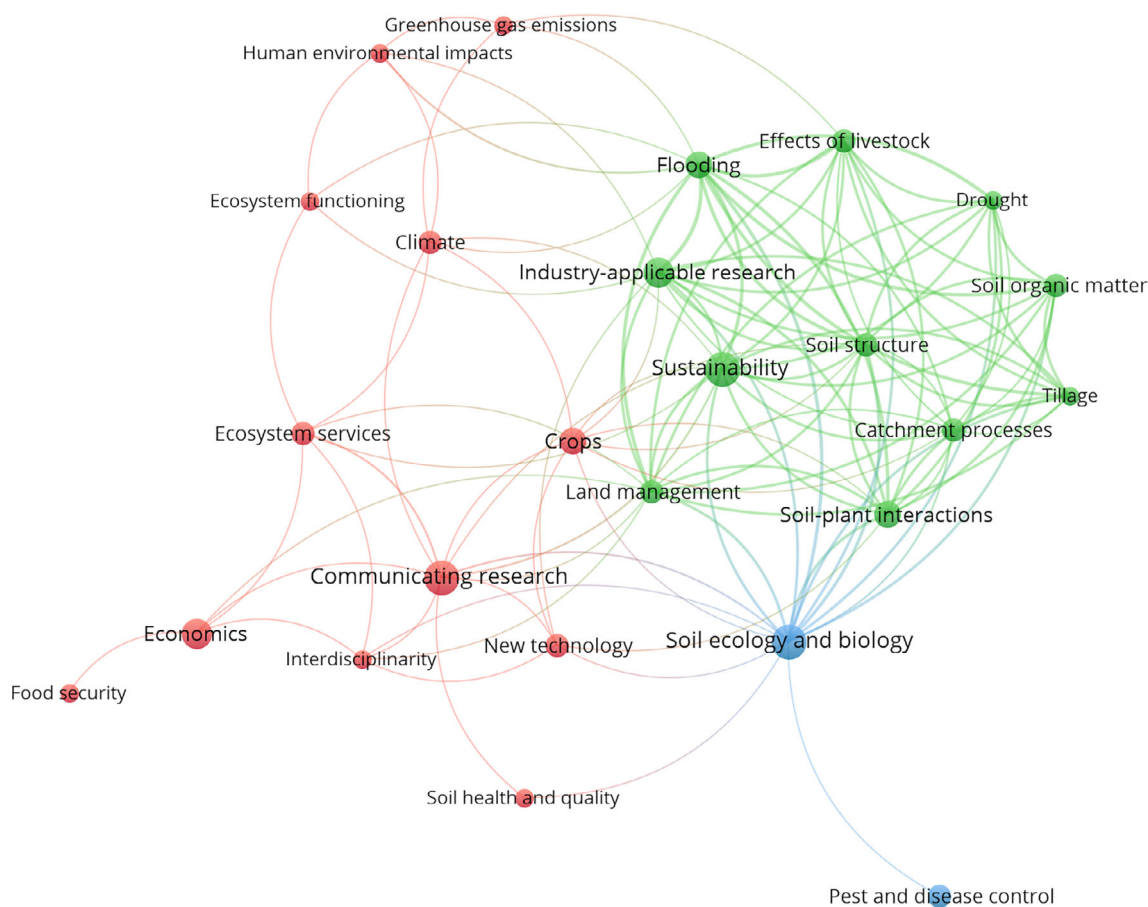 Greenhouse gas emissions
Human environmental impacts
Effects of livestock
Flooding
Ecosystem functioning
Drought
Climate
Industry-applicable research
Soil organic matter
Soil structure
Sustainability
Tillage
Ecosystem services
Crops
Catchment processes
Land management
Soil-plant interactions
Communicating research
Economics
Soil ecology and biology
New technology
Interdisciplinarity
Food security
Soil health and quality
Pest and disease control